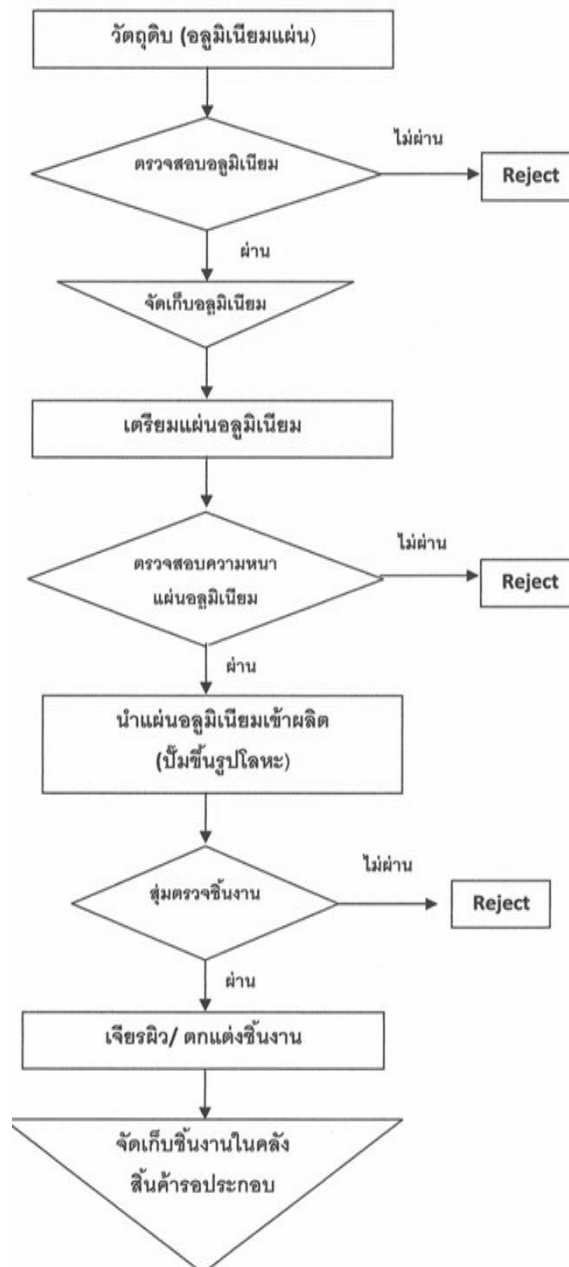 วัตถุดิบ (อลูมิเนียมแผ่น)
ตรวจสอบอลูมิเนียม
ไม่ผ่าน
Reject
ผ่าน
จัดเก็บอลูมิเนียม
เตรียมแผ่นอลูมิเนียม
ตรวจสอบความหนา
แผ่นอลูมิเนียม
ไม่ผ่าน
Reject
ผ่าน
นำแผ่นอลูมิเนียมเข้าผลิต
(ปั๊มขึ้นรูปโลหะ)
สุ่มตรวจชิ้นงาน
ไม่ผ่าน
Reject
ผ่าน
เจียรผิว/ ตกแต่งชิ้นงาน
จัดเก็บชิ้นงานในคลัง
สิ้นค้ารอประกอบ